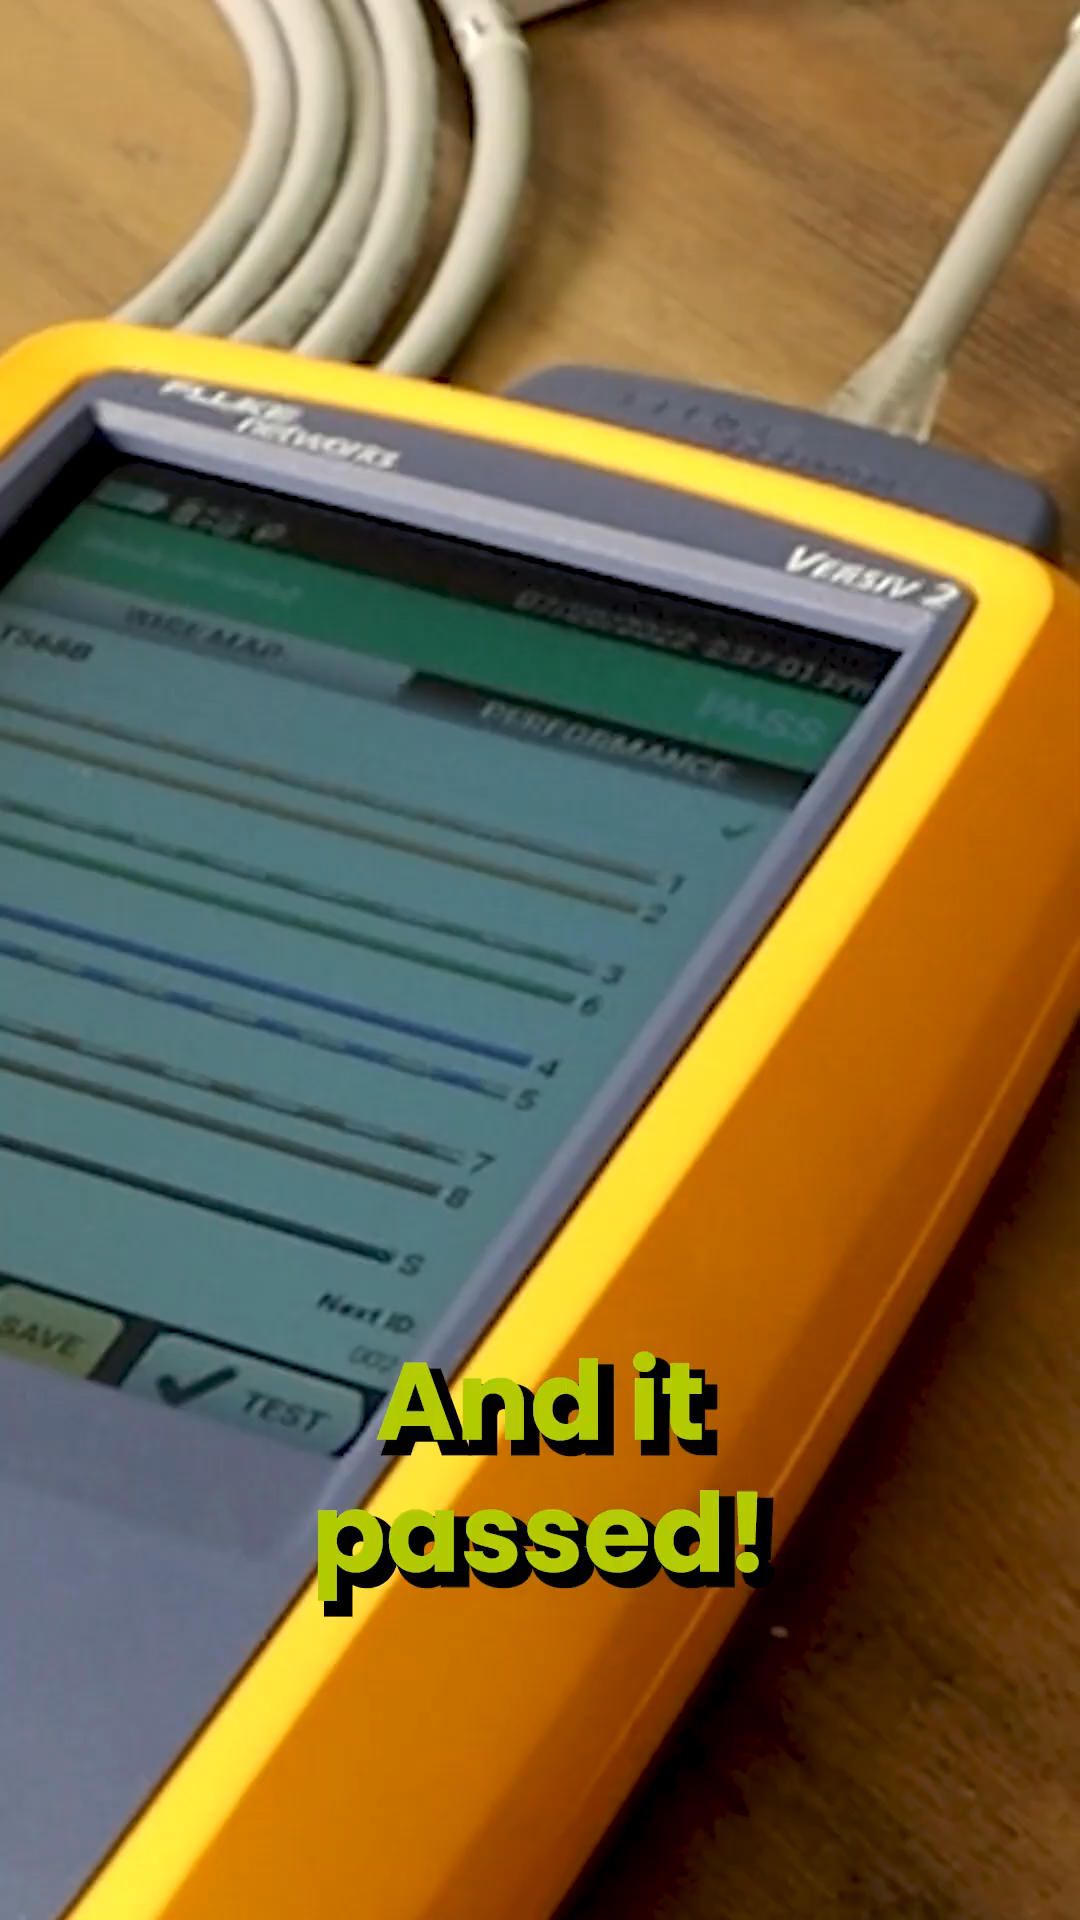 FLUKE
networks
VERSIV 2
WIRE MAP
T568B
PASS
PERFORMANCE
1
2
3
6
4
5
7
8
S
Next ID:
SAVE
TEST
And it
passed!